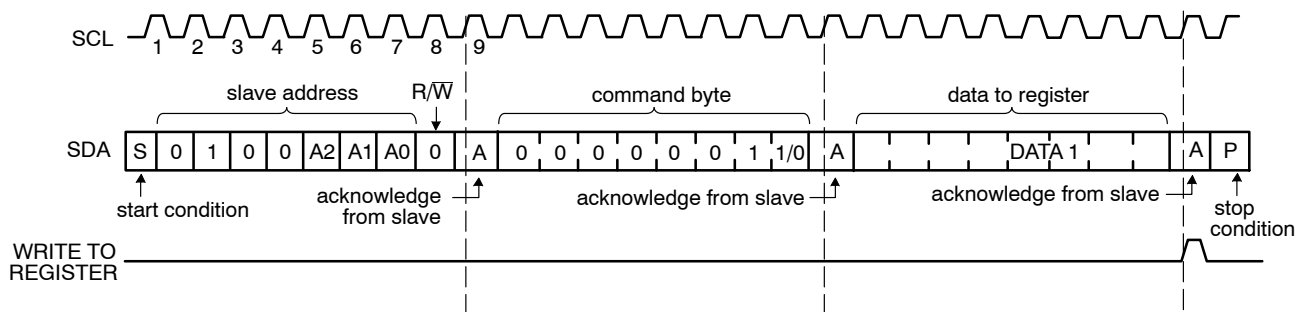 SCL
1 2 3 4 5 6 7 8 9
slave address R/W̅ command byte data to register
SDA S 0 1 0 0 A2 A1 A0 0 A 0 0 0 0 0 0 1 1/0 A DATA 1 A P
start condition
acknowledge
from slave
acknowledge from slave
acknowledge from slave
stop
condition
WRITE TO
REGISTER